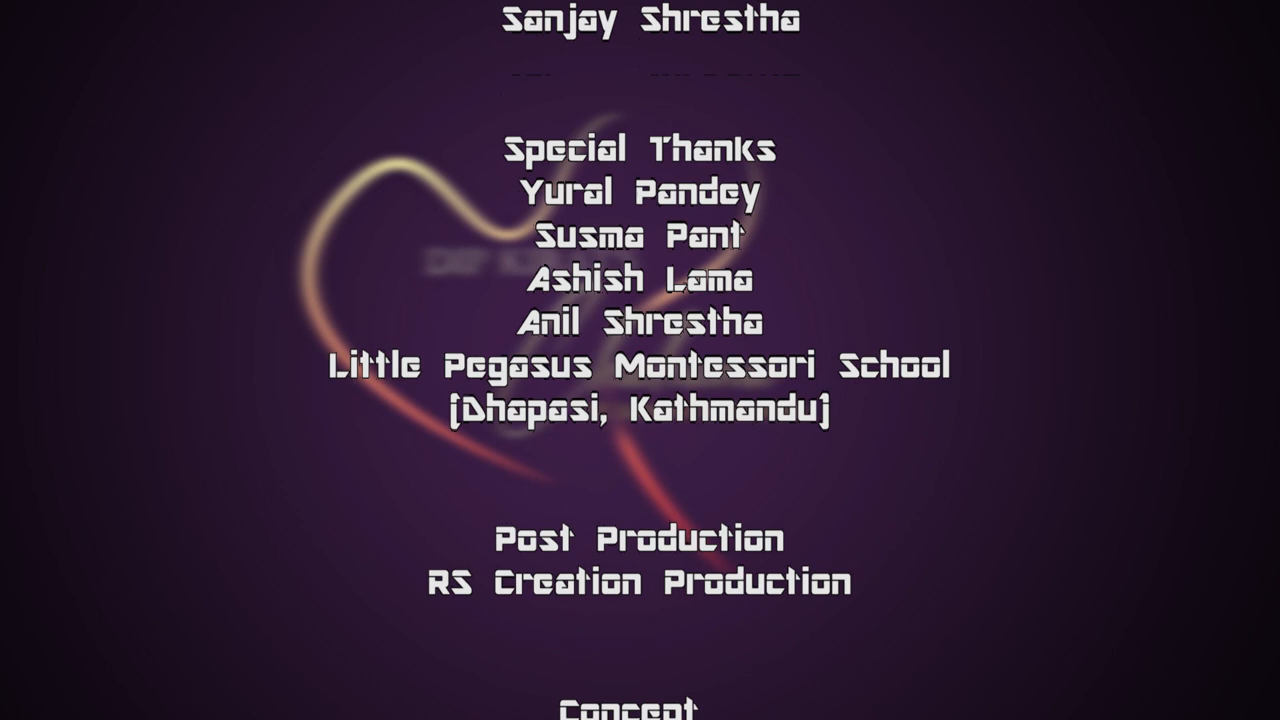 Sanjay Shrestha
Special Thanks
Yural Pandey
Susma Pant
Ashish Lama
Anil Shrestha
Little Pegasus Montessori School
(Dhapasi, Kathmandu)
Post Production
RS Creation Production
Concept